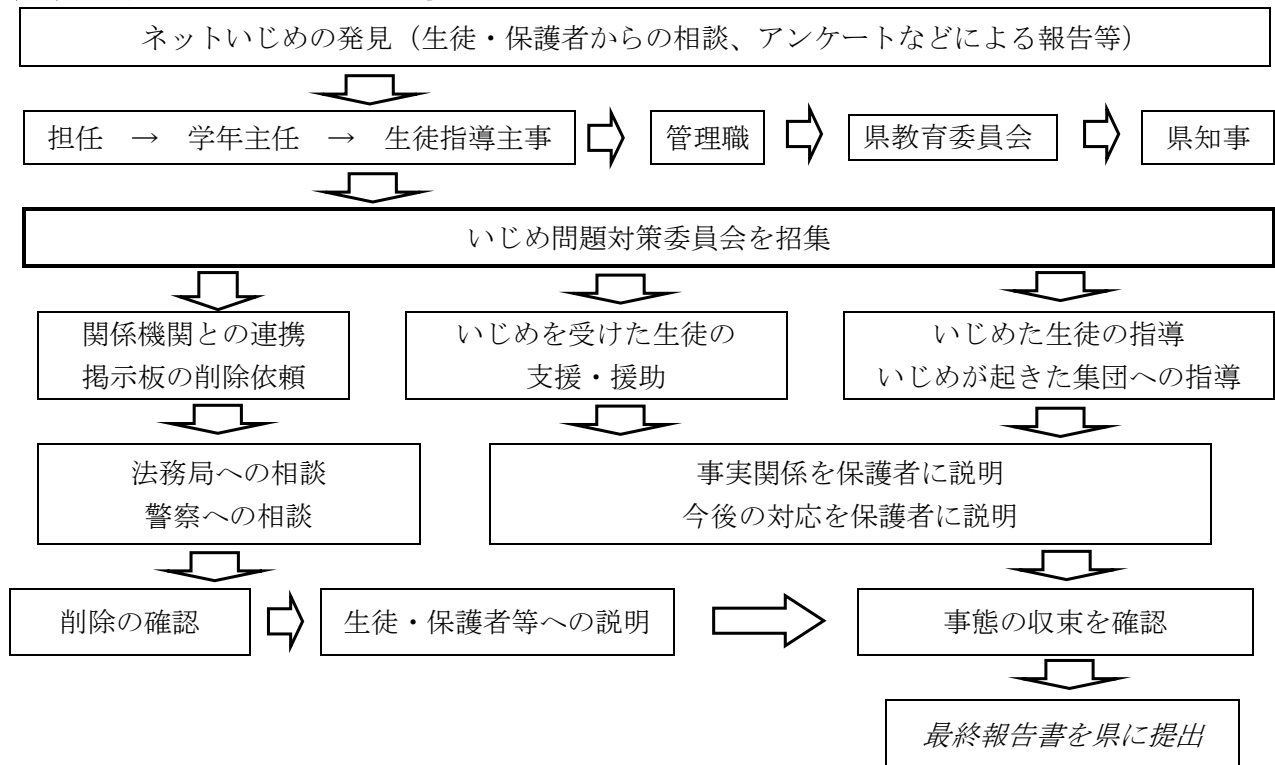 ネットいじめの発見（生徒・保護者からの相談、アンケートなどによる報告等）
担任 → 学年主任 → 生徒指導主事
管理職
県教育委員会
県知事
いじめ問題対策委員会を招集
関係機関との連携
掲示板の削除依頼
いじめを受けた生徒の
支援・援助
いじめた生徒の指導
いじめが起きた集団への指導
法務局への相談
警察への相談
事実関係を保護者に説明
今後の対応を保護者に説明
削除の確認
生徒・保護者等への説明
事態の収束を確認
最終報告書を県に提出